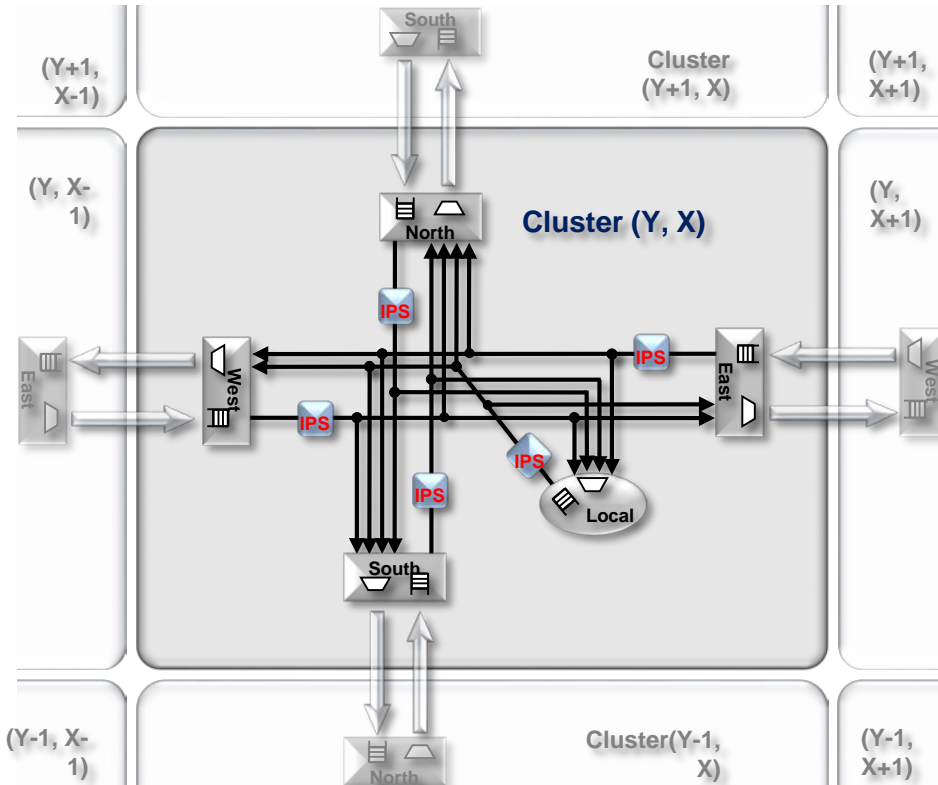 South
(Y+1,
X-1)
Cluster
(Y+1, X)
(Y+1,
X+1)
(Y, X-
1)
North
Cluster (Y, X)
(Y,
X+1)
IPS
IPS
East
West
East
West
IPS
IPS
IPS
Local
South
(Y-1, X-
1)
North
Cluster(Y-1,
X)
(Y-1,
X+1)